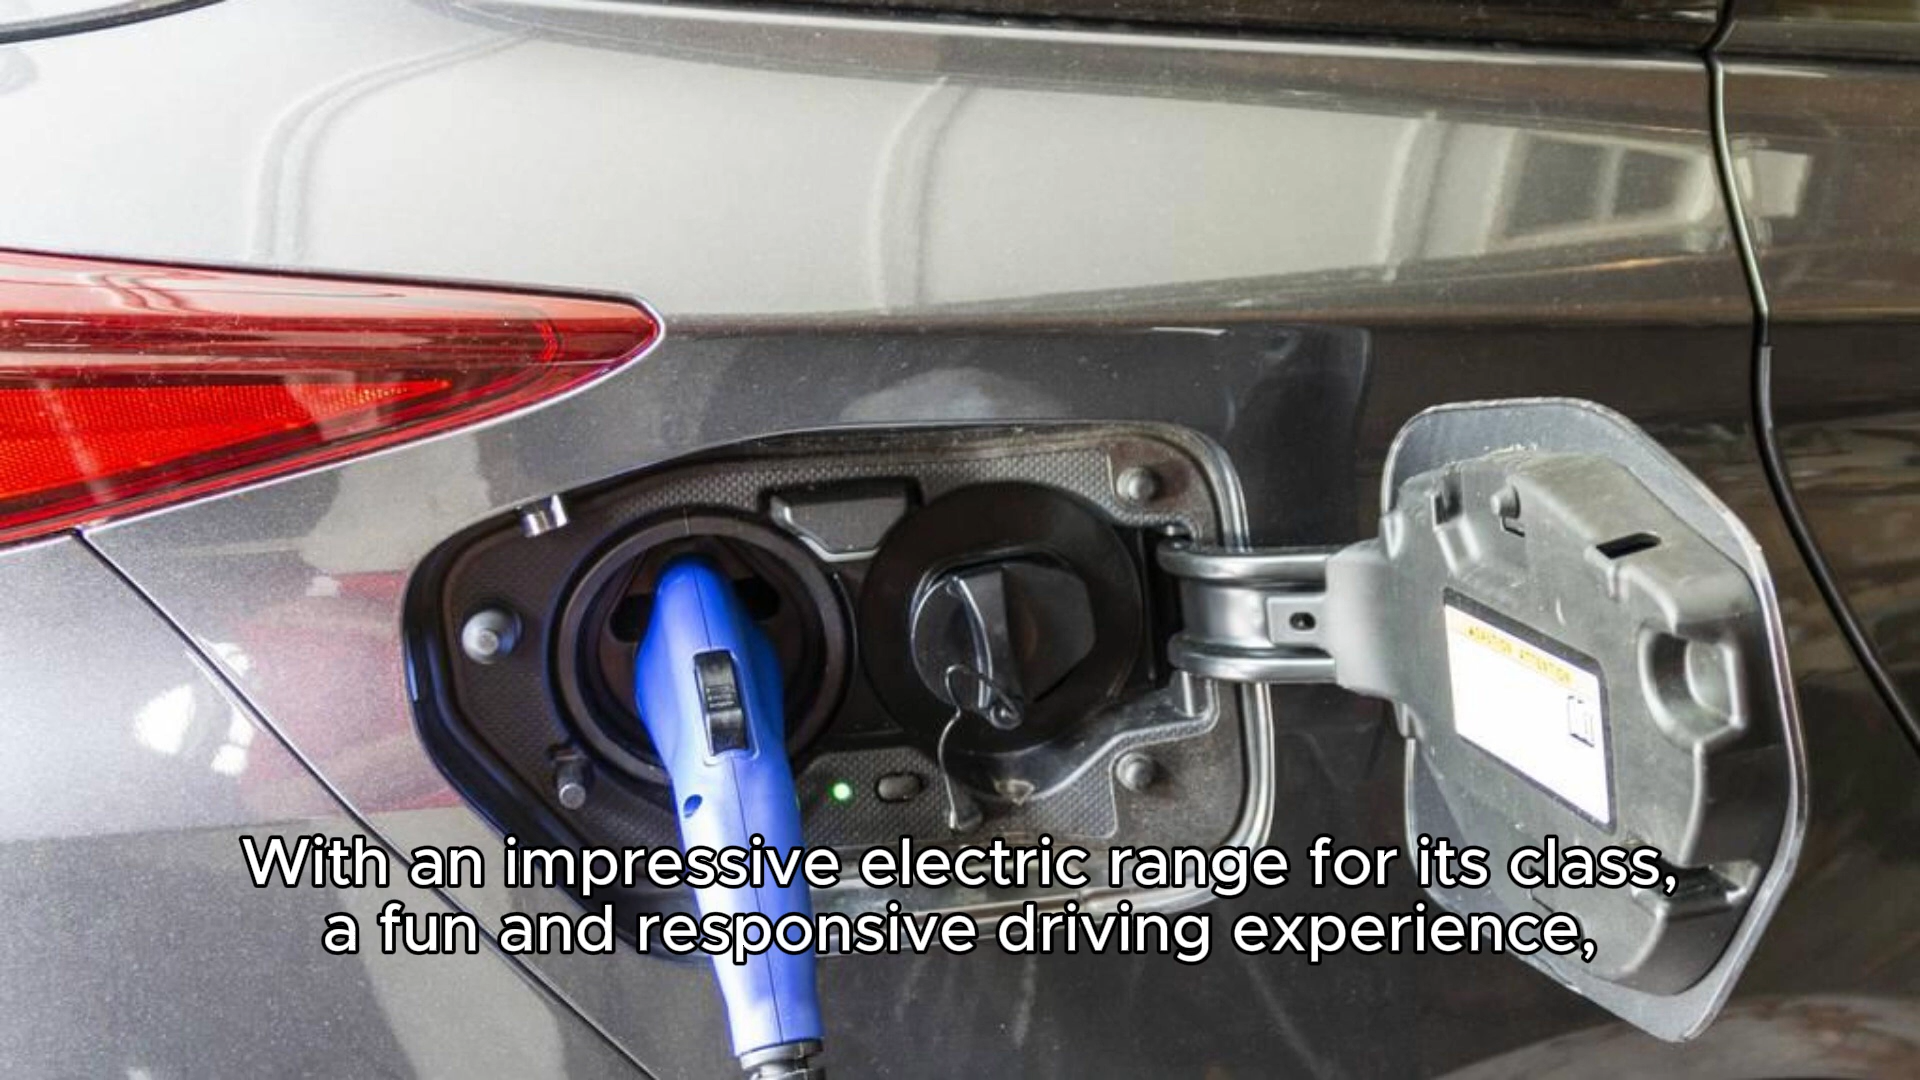 With an impressive electric range for its class,
a fun and responsive driving experience,